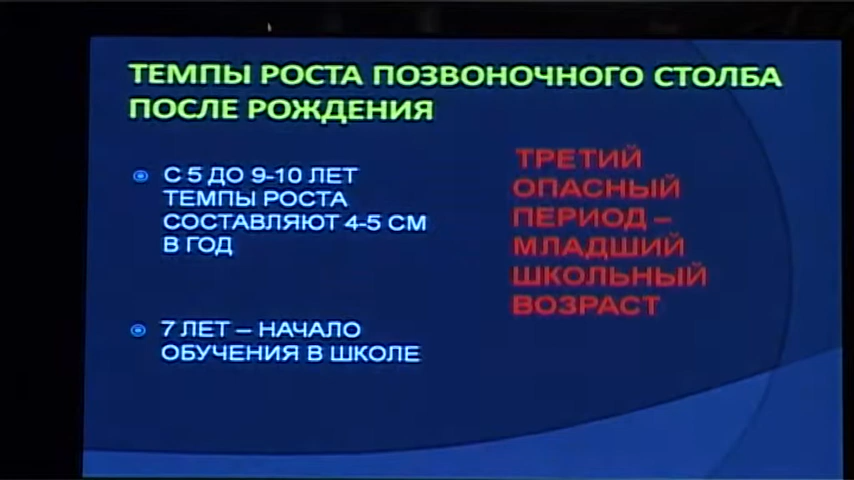 ТЕМПЫ РОСТА ПОЗВОНОЧНОГО СТОЛБА
ПОСЛЕ РОЖДЕНИЯ
С 5 ДО 9-10 ЛЕТ
ТЕМПЫ РОСТА
СОСТАВЛЯЮТ 4-5 СМ
В ГОД
7 ЛЕТ – НАЧАЛО
ОБУЧЕНИЯ В ШКОЛЕ
ТРЕТИЙ
ОПАСНЫЙ
ПЕРИОД –
МЛАДШИЙ
ШКОЛЬНЫЙ
ВОЗРАСТ